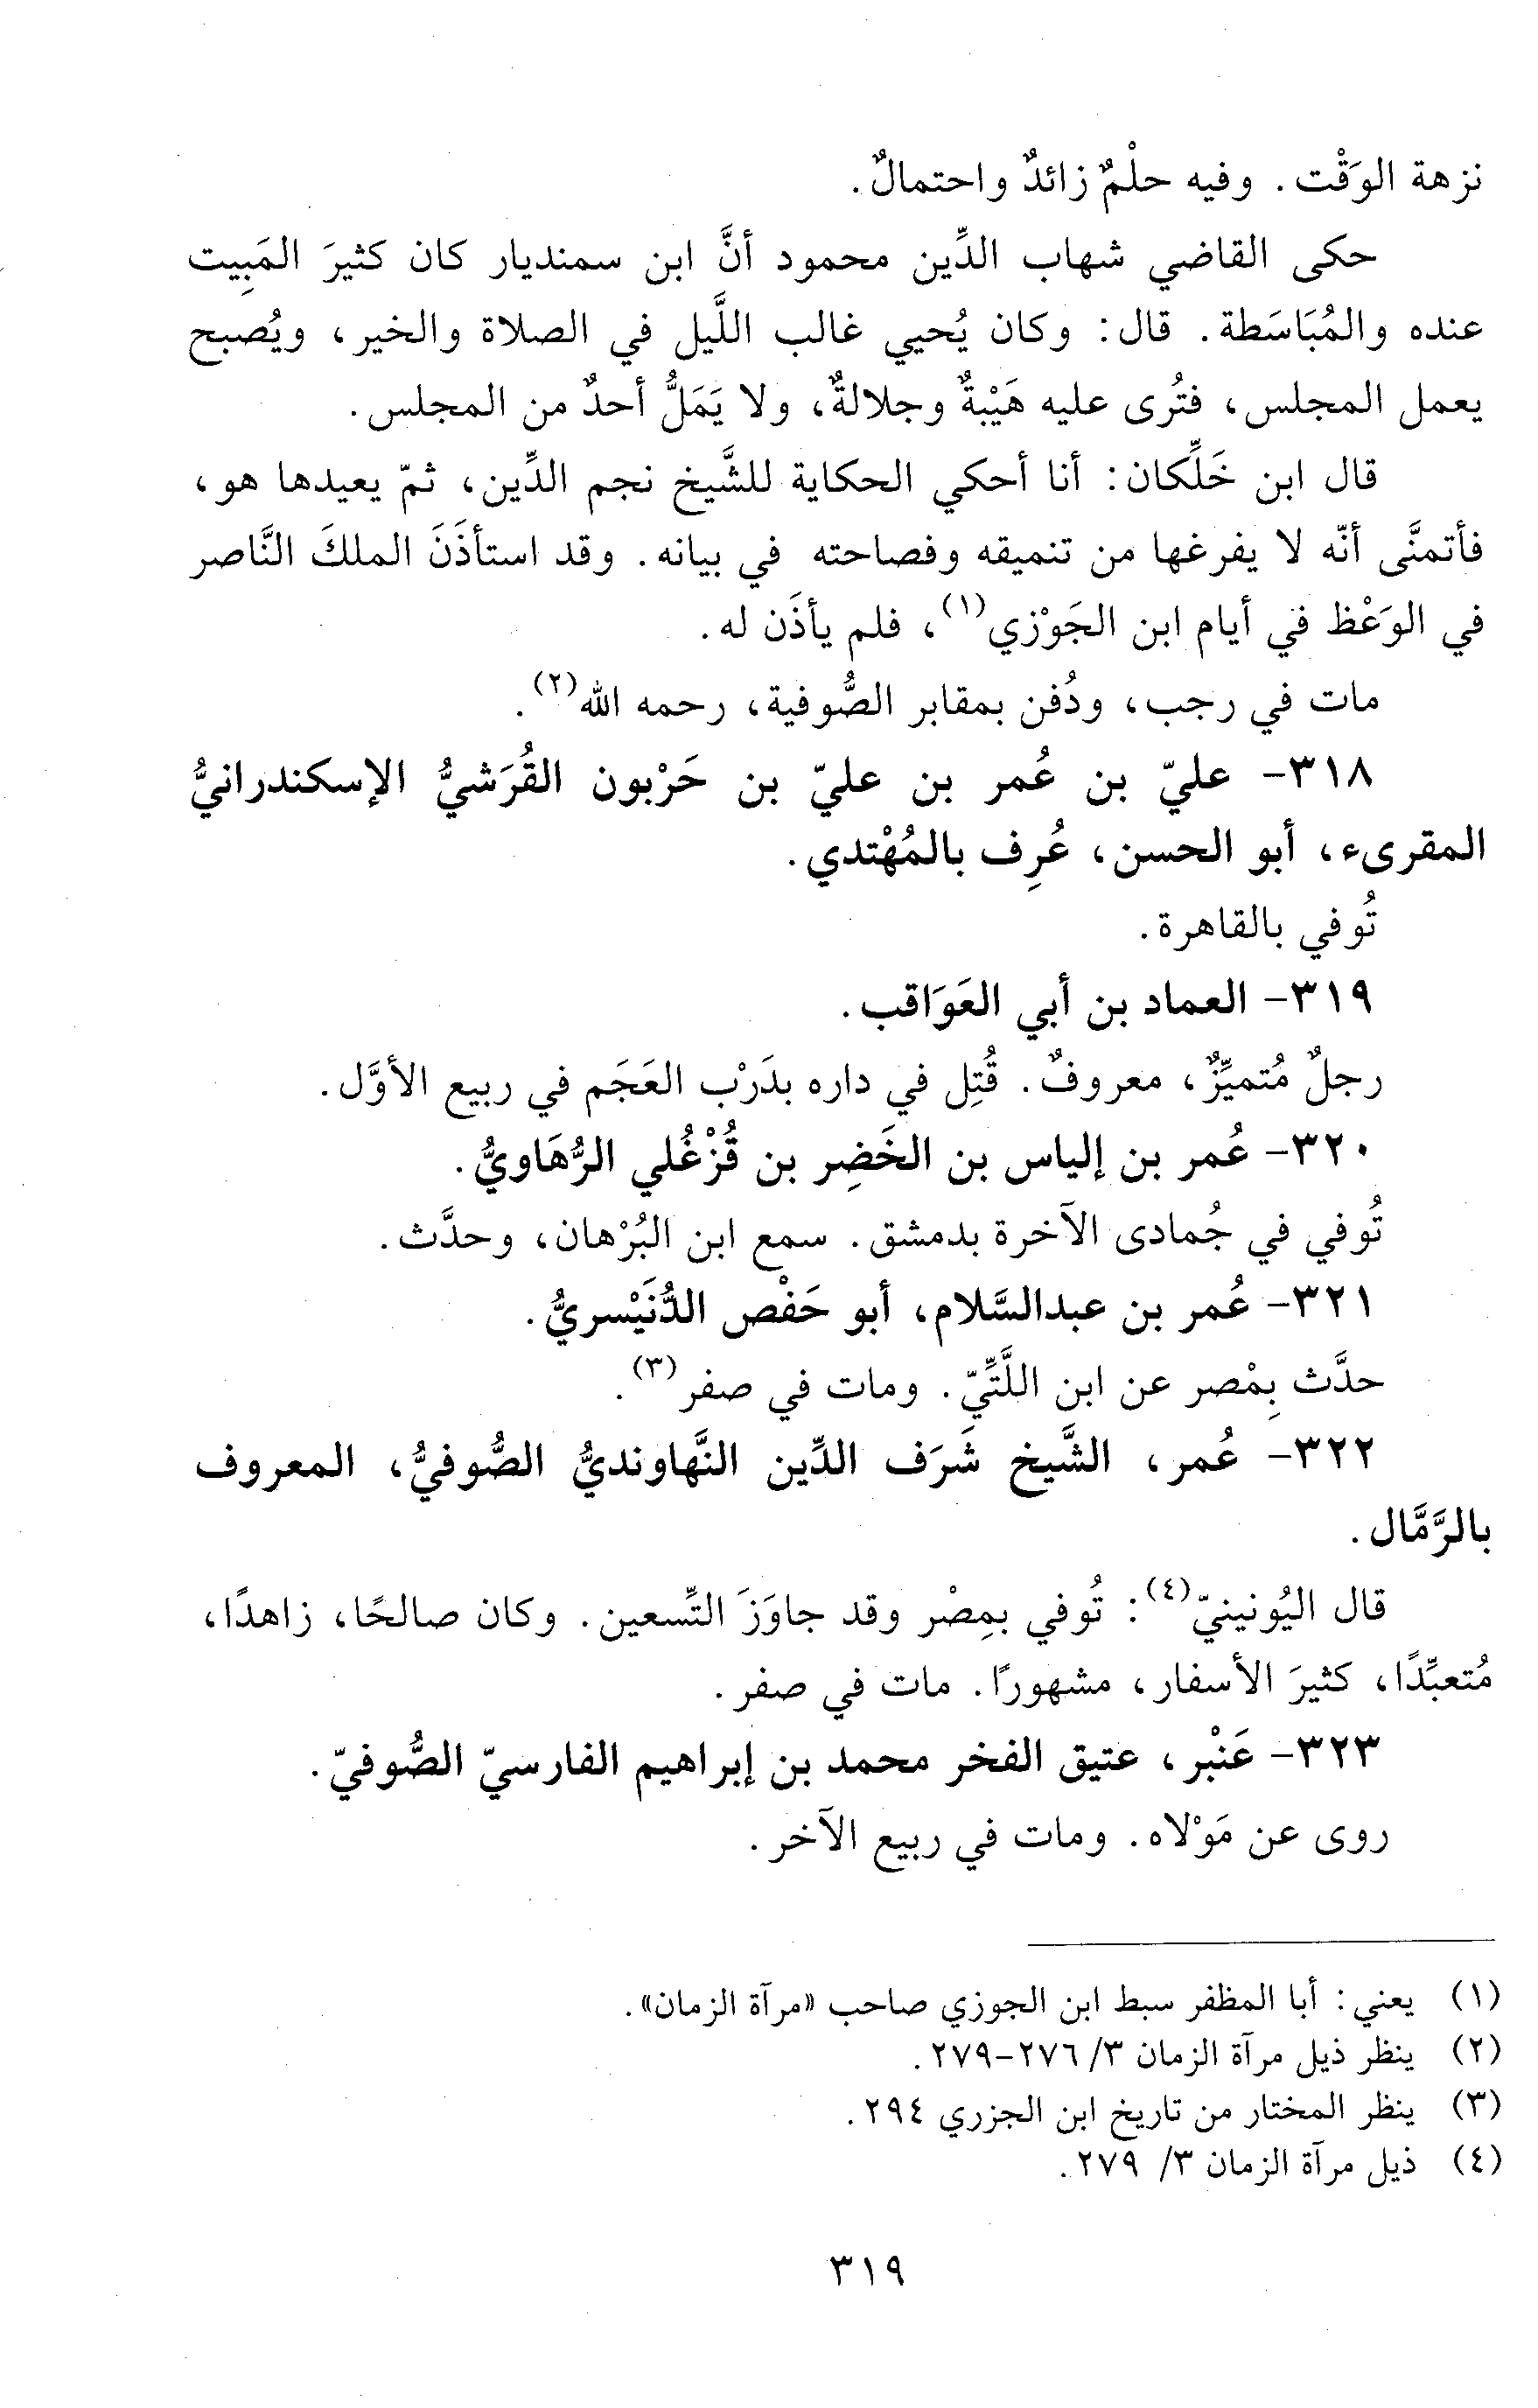 نزهة الوَقْت. وفيه حلْمٌ زائدٌ واحتمالٌ.
حكى القاضي شهاب الدِّين محمود أنَّ ابن سمنديار كان كثيرَ المَبِيت
عنده والمُبَاسَطة. قال: وكان يُحيي غالب اللَّيل في الصلاة والخير، ويُصبح
يعمل المجلس، فتُرى عليه هَيْبةٌ وجلالةٌ، ولا يَمَلُّ أحدٌ من المجلس.
قال ابن خَلِّكان: أنا أحكي الحكاية للشَّيخ نجم الدِّين، ثمّ يعيدها هو،
فأتمنَّى أنّه لا يفرغها من تنميقه وفصاحته في بيانه. وقد استأذَنَ الملكَ النَّاصر
في الوَعْظ في أيام ابن الجَوْزي(١)، فلم يأذَن له.
مات في رجب، ودُفن بمقابر الصُّوفية، رحمه الله(٢).
٣١٨- عليّ بن عُمر بن عليّ بن حَرْبون القُرَشيُّ الإسكندرانيُّ
المقرىء، أبو الحسن، عُرِف بالمُهْتدي.
تُوفي بالقاهرة.
٣١٩- العماد بن أبي العَوَاقب.
رجلٌ مُتميِّزٌ، معروفٌ. قُتِل في داره بدَرْب العَجَم في ربيع الأوَّل.
٣٢٠- عُمر بن إلياس بن الخَضِر بن قُزْغُلي الرُّهَاويُّ.
تُوفي في جُمادى الآخرة بدمشق. سمع ابن البُرْهان، وحدَّث.
٣٢١- عُمر بن عبدالسَّلام، أبو حَفْص الدُّنَيْسريُّ.
حدَّث بِمْصر عن ابن اللَّتِّيّ. ومات في صفر(٣).
٣٢٢- عُمر، الشَّيخ شَرَف الدِّين النَّهاونديُّ الصُّوفيُّ، المعروف
بالرَّمَّال.
قال اليُونينيّ(٤): تُوفي بمِصْر وقد جاوَزَ التِّسعين. وكان صالحًا، زاهدًا،
مُتعبِّدًا، كثيرَ الأسفار، مشهورًا. مات في صفر.
٣٢٣- عَنْبر، عتيق الفخر محمد بن إبراهيم الفارسيّ الصُّوفيّ.
روى عن مَوْلاه. ومات في ربيع الآخر.
(١) يعني: أبا المظفر سبط ابن الجوزي صاحب «مرآة الزمان».
(٢) ينظر ذيل مرآة الزمان ٣/ ٢٧٦-٢٧٩.
(٣) ينظر المختار من تاريخ ابن الجزري ٢٩٤.
(٤) ذيل مرآة الزمان ٣/ ٢٧٩.
٣١٩